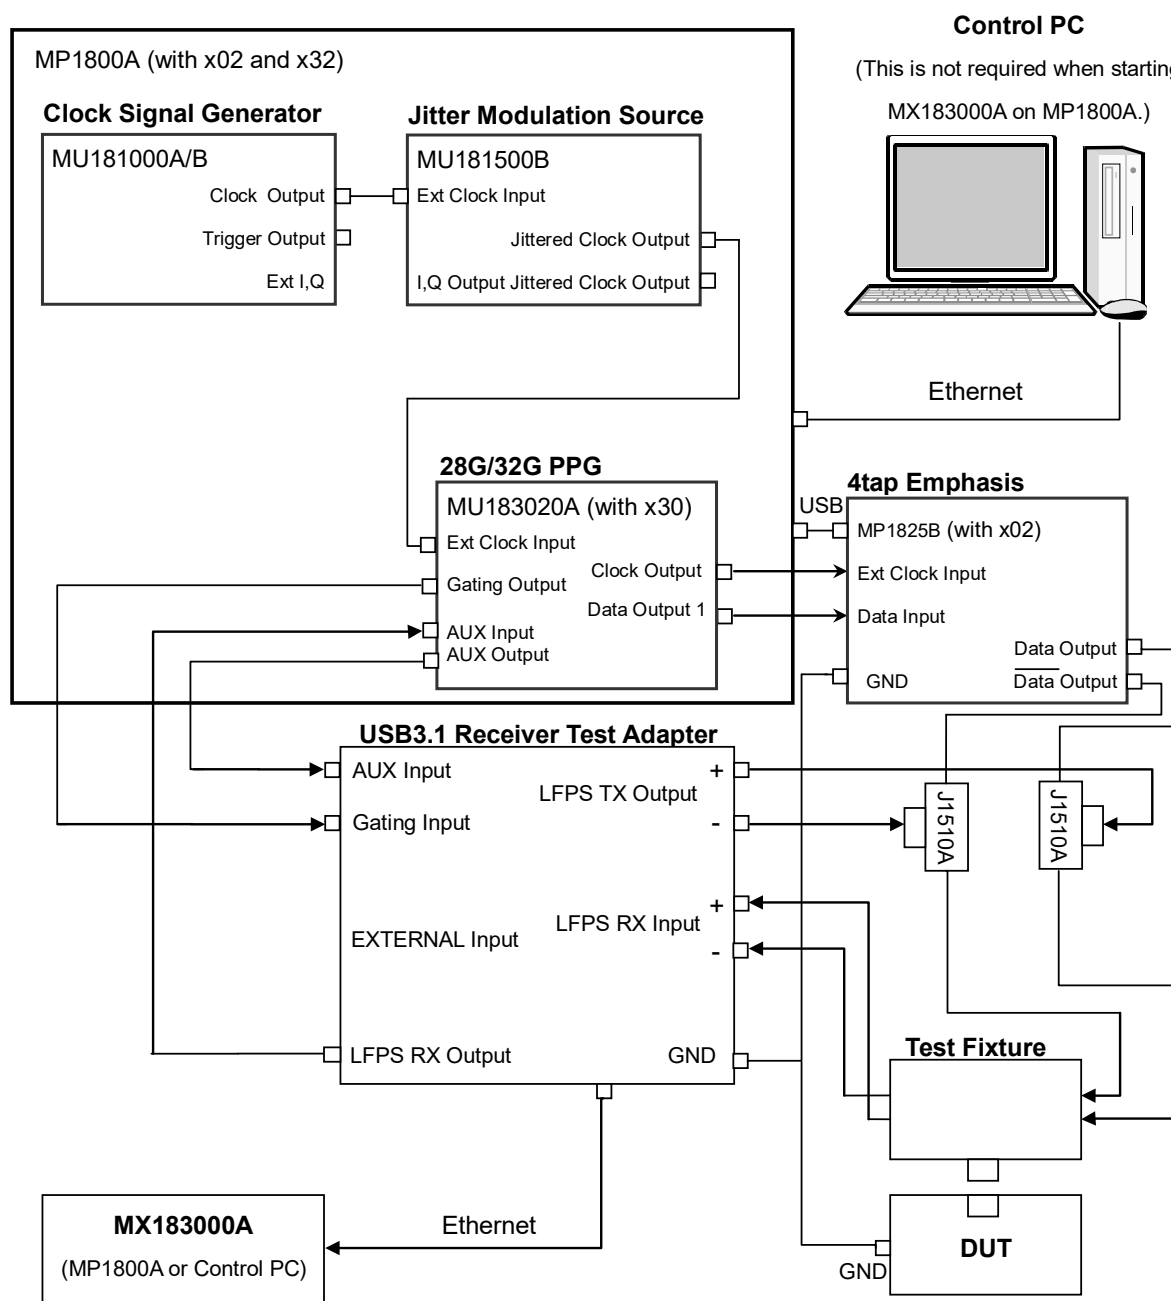 Control PC
(This is not required when starting
MX183000A on MP1800A.)
MP1800A (with x02 and x32)
Clock Signal Generator
MU181000A/B
Clock Output
Trigger Output
Ext I,Q
Jitter Modulation Source
MU181500B
Ext Clock Input
Jittered Clock Output
I,Q Output Jittered Clock Output
Ethernet
28G/32G PPG
MU183020A (with x30)
Ext Clock Input
Gating Output
AUX Input
AUX Output
Clock Output
Data Output 1
USB
4tap Emphasis
MP1825B (with x02)
Ext Clock Input
Data Input
Data Output
Data Output
GND
USB3.1 Receiver Test Adapter
AUX Input
Gating Input
EXTERNAL Input
LFPS RX Output
+
LFPS TX Output
-
+
LFPS RX Input
-
GND
J1510A
J1510A
Test Fixture
DUT
GND
Ethernet
MX183000A
(MP1800A or Control PC)